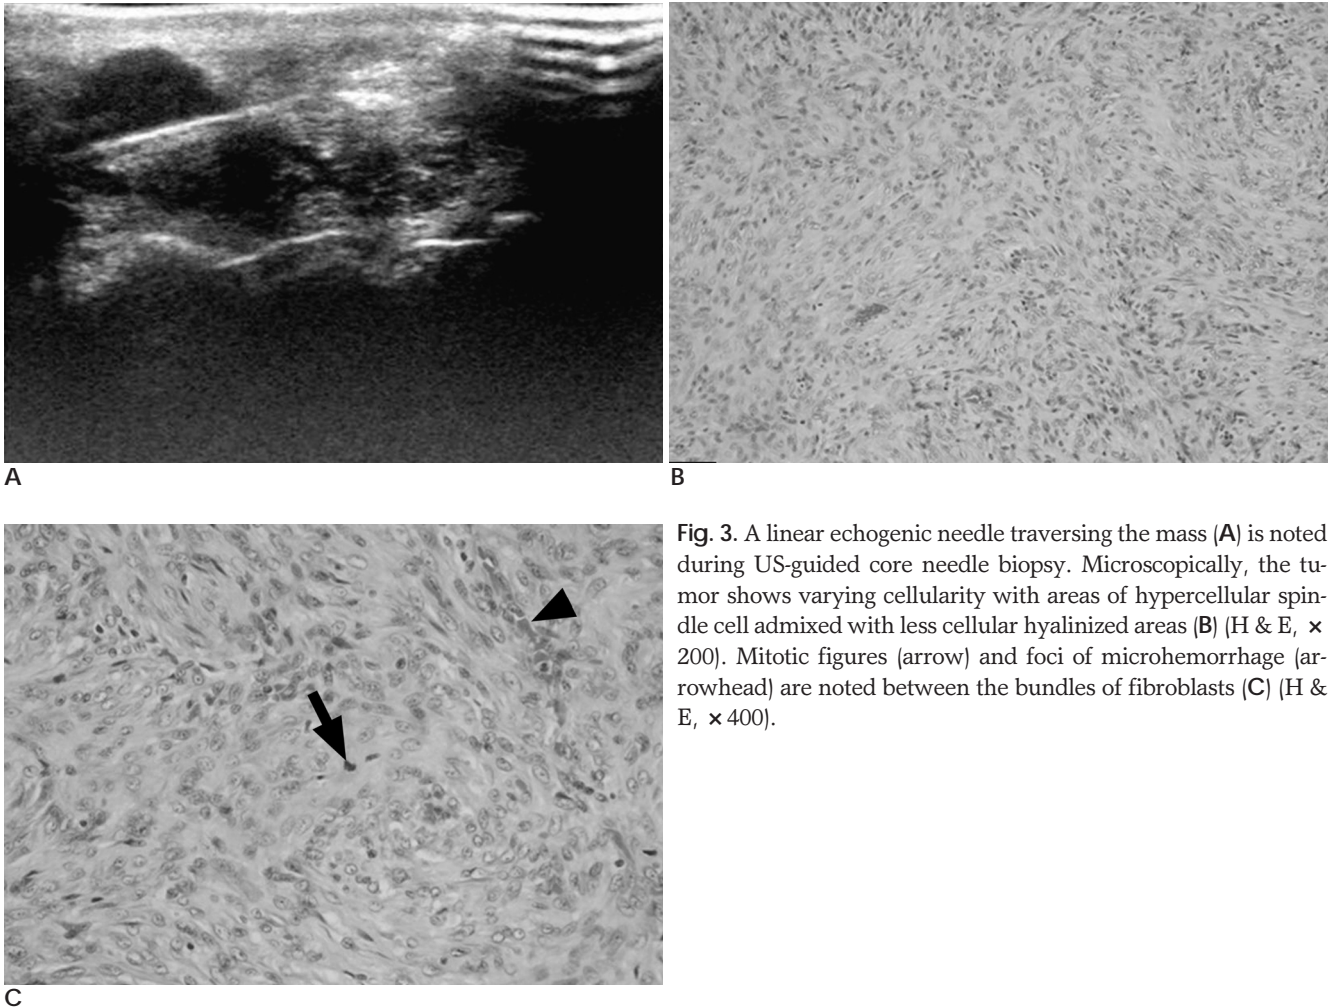 A
B
C
Fig. 3. A linear echogenic needle traversing the mass (A) is noted
during US-guided core needle biopsy. Microscopically, the tu-
mor shows varying cellularity with areas of hypercellular spin-
dle cell admixed with less cellular hyalinized areas (B) (H & E, ×
200). Mitotic figures (arrow) and foci of microhemorrhage (ar-
rowhead) are noted between the bundles of fibroblasts (C) (H &
E, × 400).